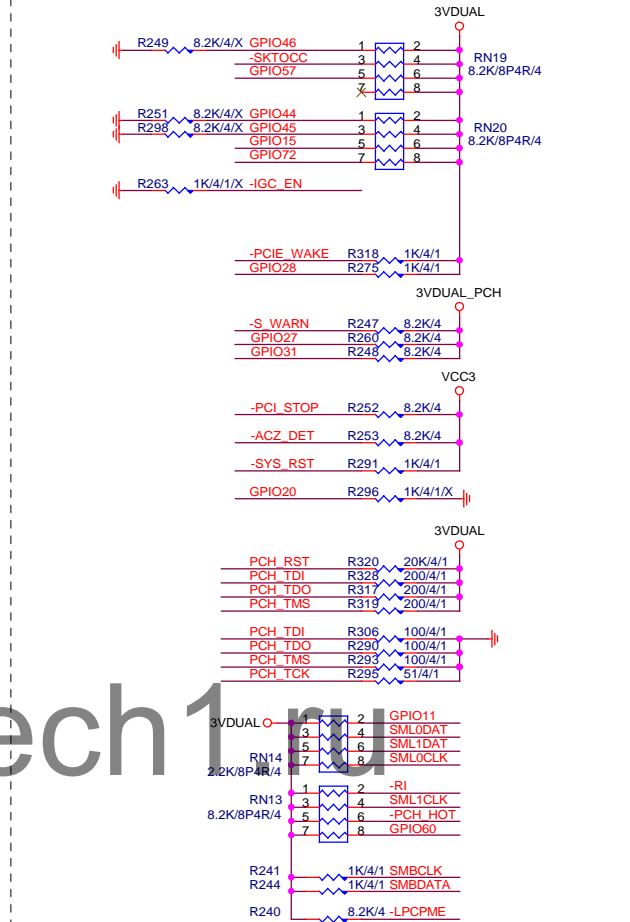 3VDUAL
R249 8.2K/4/X GPIO46 1 2
-SKTOCC 3 4 RN19
GPIO57 5 6 8.2K/8P4R/4
7 8
R251 8.2K/4/X GPIO44 1 2
R298 8.2K/4/X GPIO45 3 4 RN20
GPIO15 5 6 8.2K/8P4R/4
GPIO72 7 8
R263 1K/4/1/X -IGC_EN
-PCIE_WAKE R318 1K/4/1
GPIO28 R275 1K/4/1
3VDUAL_PCH
-S_WARN R247 8.2K/4
GPIO27 R260 8.2K/4
GPIO31 R248 8.2K/4
VCC3
-PCI_STOP R252 8.2K/4
-ACZ_DET R253 8.2K/4
-SYS_RST R291 1K/4/1
GPIO20 R296 1K/4/1/X
3VDUAL
PCH_RST R320 20K/4/1
PCH_TDI R328 200/4/1
PCH_TDO R317 200/4/1
PCH_TMS R319 200/4/1
PCH_TDI R306 100/4/1
PCH_TDO R290 100/4/1
PCH_TMS R293 100/4/1
PCH_TCK R295 51/4/1
ech1.ru
3VDUAL 1 2 GPIO11
3 4 SML0DAT
5 6 SML1DAT
RN14 7 8 SML0CLK
2.2K/8P4R/4
1 2 -RI
RN13 3 4 SML1CLK
8.2K/8P4R/4 5 6 -PCH_HOT
7 8 GPIO60
R241 1K/4/1 SMBCLK
R244 1K/4/1 SMBDATA
R240 8.2K/4 -LPCPME